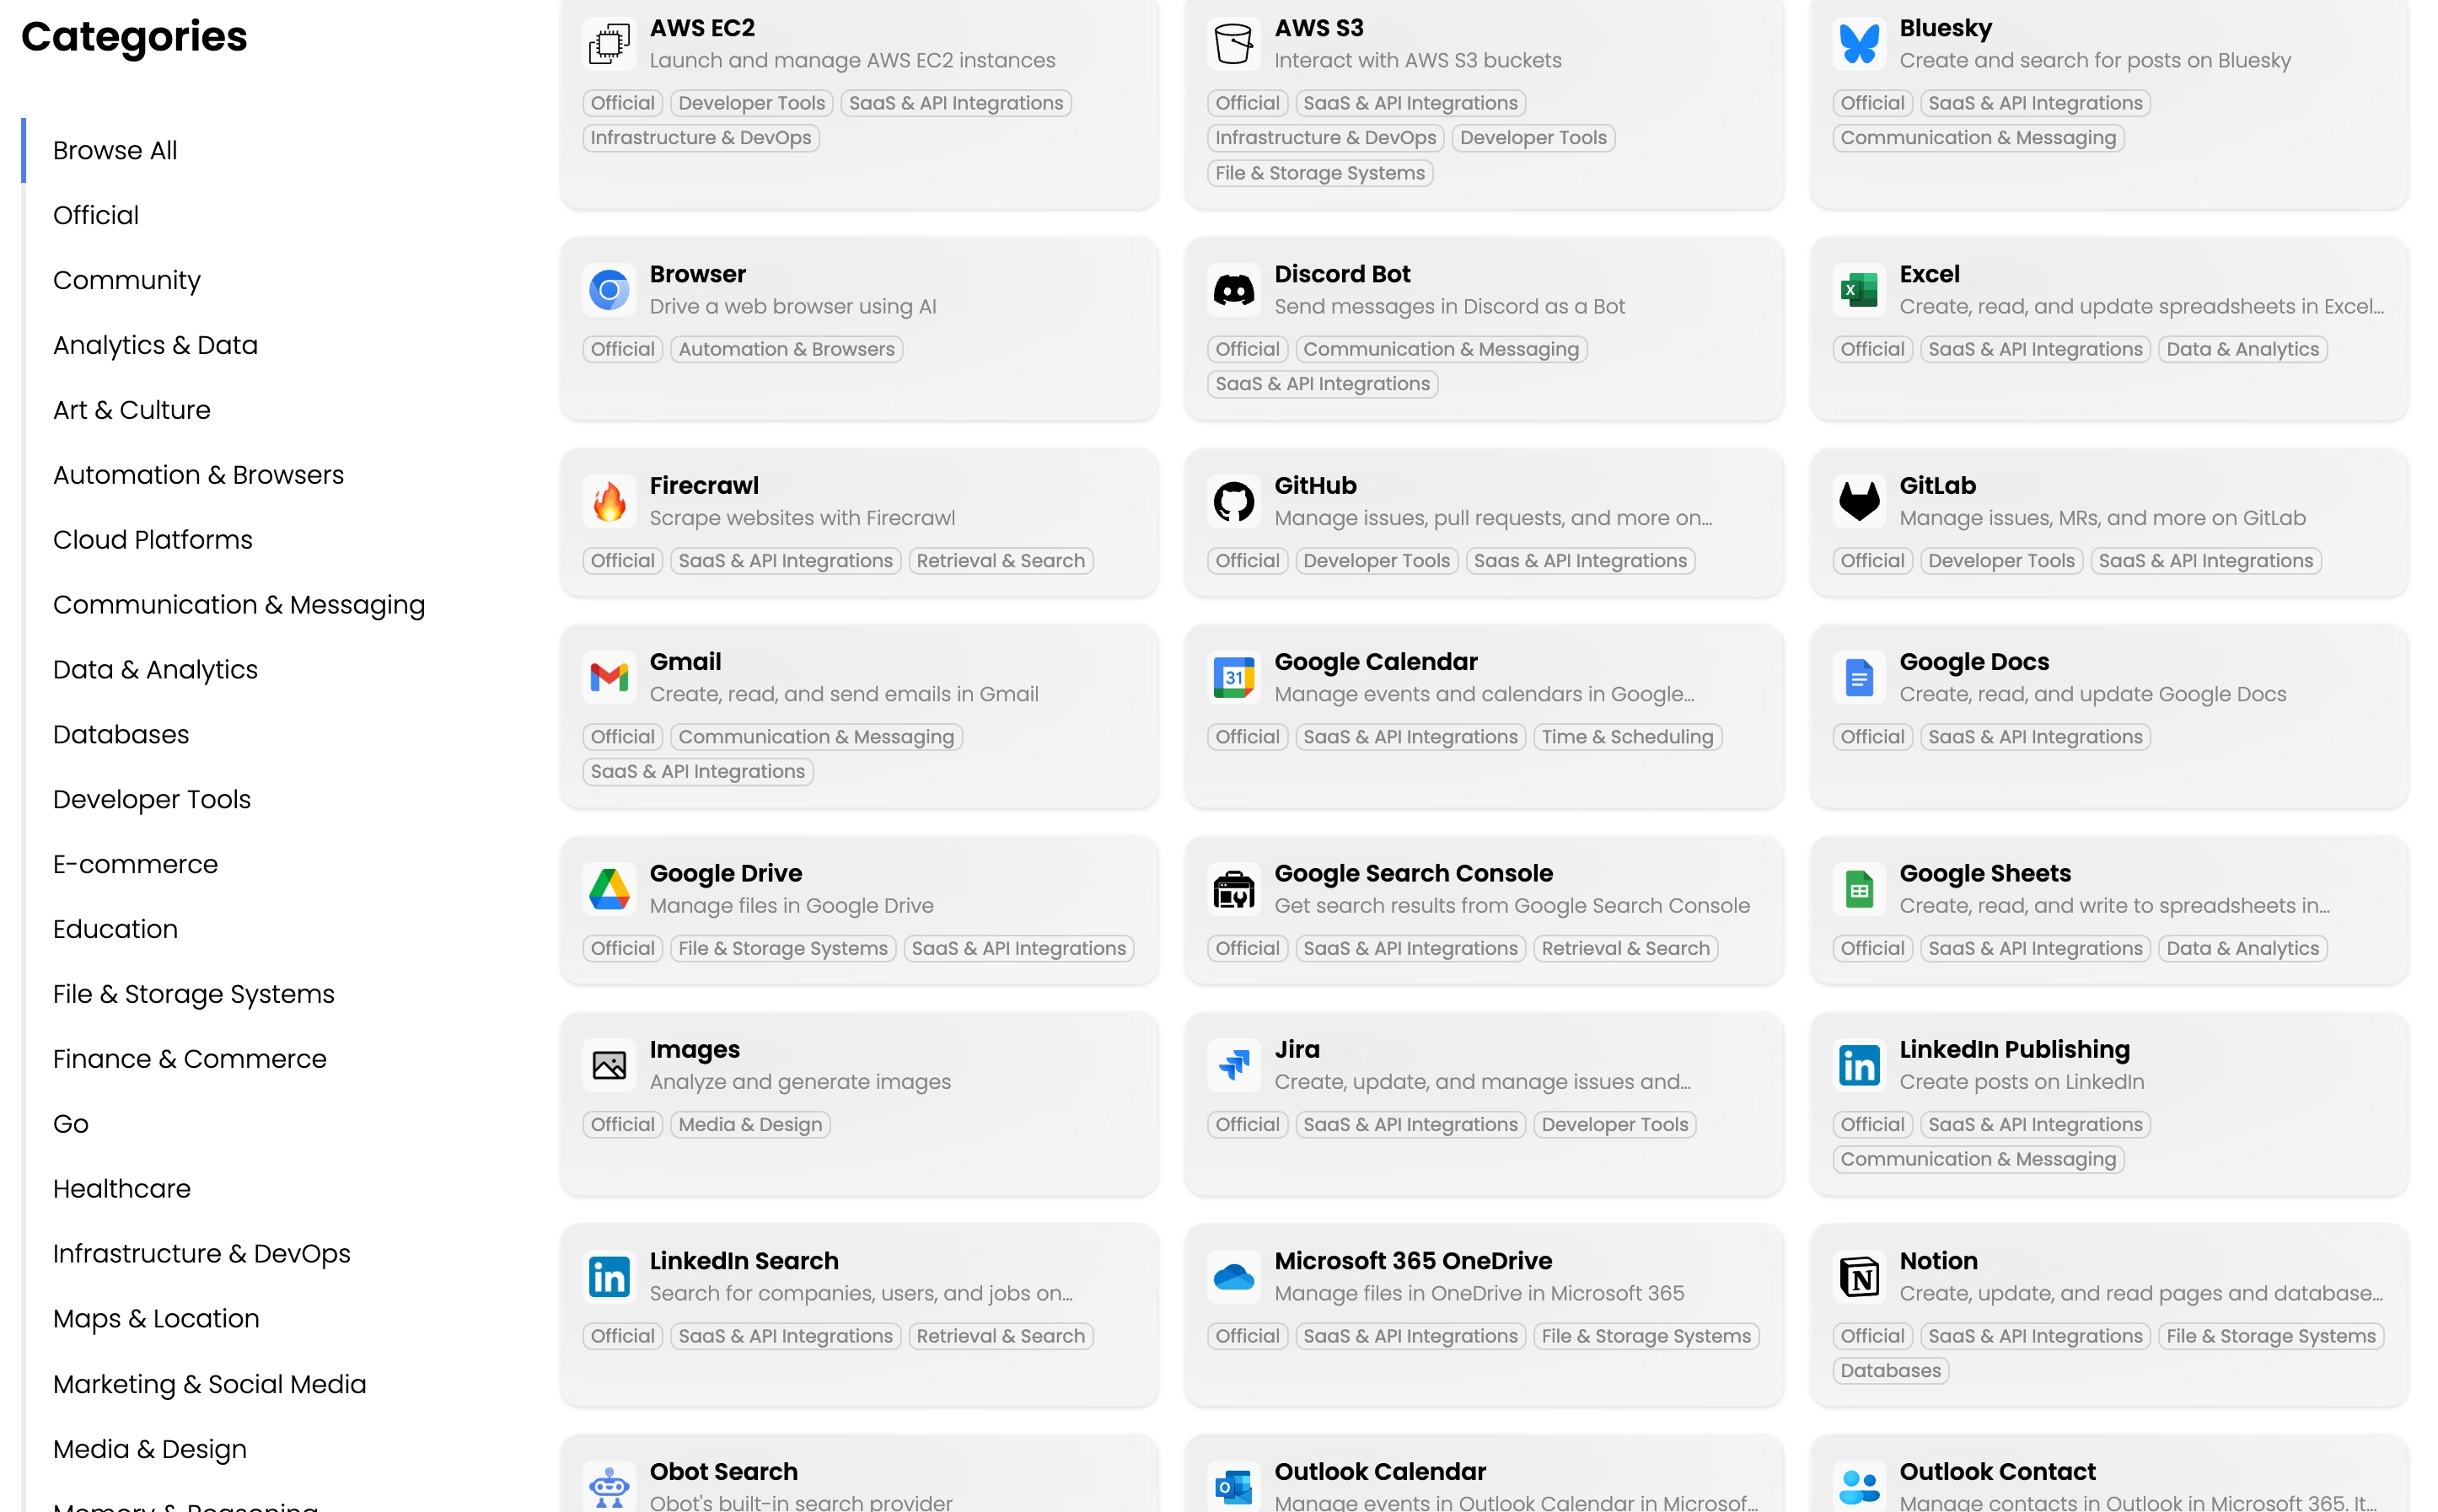 Categories
Browse All
Official
Community
Analytics & Data
Art & Culture
Automation & Browsers
Cloud Platforms
Communication & Messaging
Data & Analytics
Databases
Developer Tools
E-commerce
Education
File & Storage Systems
Finance & Commerce
Go
Healthcare
Infrastructure & DevOps
Maps & Location
Marketing & Social Media
Media & Design
Memory & Reasoning
AWS EC2
Launch and manage AWS EC2 instances
Official Developer Tools SaaS & API Integrations
Infrastructure & DevOps
AWS S3
Interact with AWS S3 buckets
Official SaaS & API Integrations
Infrastructure & DevOps Developer Tools
File & Storage Systems
Bluesky
Create and search for posts on Bluesky
Official SaaS & API Integrations
Communication & Messaging
Browser
Drive a web browser using AI
Official Automation & Browsers
Discord Bot
Send messages in Discord as a Bot
Official Communication & Messaging
SaaS & API Integrations
X
Excel
Create, read, and update spreadsheets in Excel...
Official SaaS & API Integrations Data & Analytics
Firecrawl
Scrape websites with Firecrawl
Official SaaS & API Integrations Retrieval & Search
GitHub
Manage issues, pull requests, and more on...
Official Developer Tools Saas & API Integrations
GitLab
Manage issues, MRs, and more on GitLab
Official Developer Tools SaaS & API Integrations
Gmail
Create, read, and send emails in Gmail
Official Communication & Messaging
SaaS & API Integrations
31
Google Calendar
Manage events and calendars in Google...
Official SaaS & API Integrations Time & Scheduling
Google Docs
Create, read, and update Google Docs
Official SaaS & API Integrations
Google Drive
Manage files in Google Drive
Official File & Storage Systems SaaS & API Integrations
Google Search Console
Get search results from Google Search Console
Official SaaS & API Integrations Retrieval & Search
Google Sheets
Create, read, and write to spreadsheets in...
Official SaaS & API Integrations Data & Analytics
Images
Analyze and generate images
Official Media & Design
Jira
Create, update, and manage issues and...
Official SaaS & API Integrations Developer Tools
in
LinkedIn Publishing
Create posts on LinkedIn
Official SaaS & API Integrations
Communication & Messaging
in
LinkedIn Search
Search for companies, users, and jobs on...
Official SaaS & API Integrations Retrieval & Search
Microsoft 365 OneDrive
Manage files in OneDrive in Microsoft 365
Official SaaS & API Integrations File & Storage Systems
N
Notion
Create, update, and read pages and database...
Official SaaS & API Integrations File & Storage Systems
Databases
Obot Search
Obot's built-in search provider
O
Outlook Calendar
Manage events in Outlook Calendar in Microsof...
Outlook Contact
Manage contacts in Outlook in Microsoft 365. It...